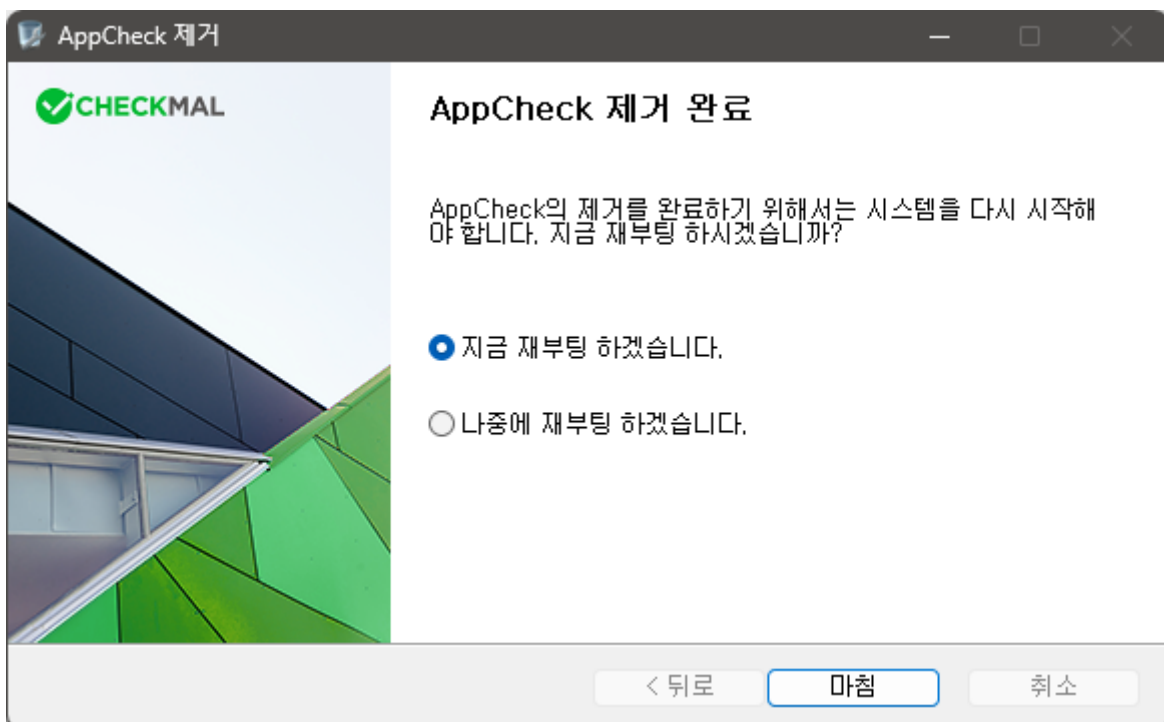 AppCheck 제거
CHECKMAL
AppCheck 제거 완료
AppCheck의 제거를 완료하기 위해서는 시스템을 다시 시작해
야 합니다. 지금 재부팅 하시겠습니까?
지금 재부팅 하겠습니다.
나중에 재부팅 하겠습니다.
< 뒤로
마침
취소